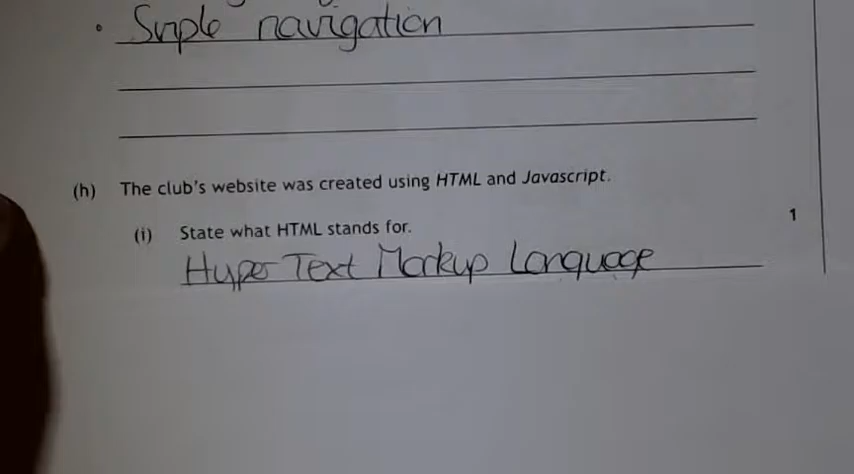 • Simple navigation
(h) The club's website was created using HTML and Javascript.
(i) State what HTML stands for.
1
Hyper Text Markup Language